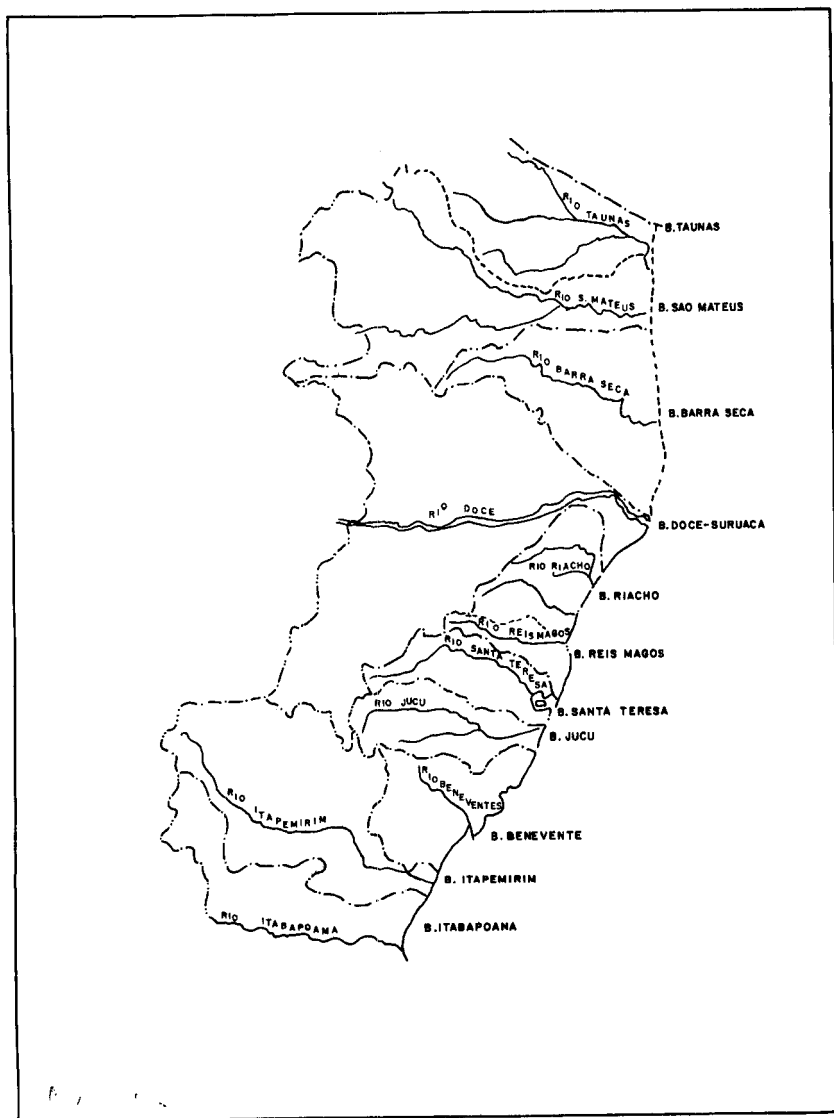 RIO TAUNAS
B. TAUNAS
RIO S. MATEUS
B. SAO MATEUS
RIO BARRA SECA
B. BARRA SECA
RIO DOCE
B. DOCE-SURUACA
RIO RIACHO
B. RIACHO
RIO REIS MAGOS
B. REIS MAGOS
RIO SANTA TERESA
B. SANTA TERESA
RIO JUCU
B. JUCU
RIO BENEVENTES
B. BENEVENTE
RIO ITAPEMIRIM
B. ITAPEMIRIM
RIO ITABAPOAMA
B. ITABAPOANA